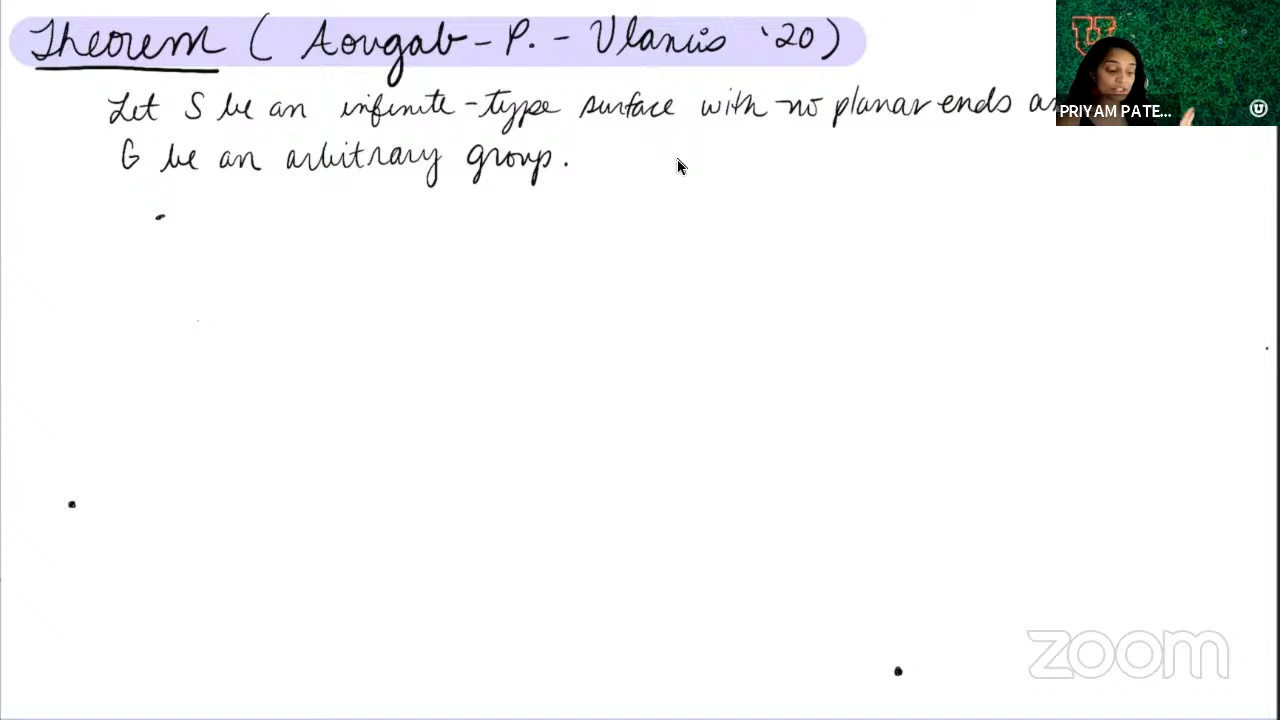 Theorem (Aougab - P. - Vlamis '20)
Let S be an infinite-type surface with no planar ends
G be an arbitrary group.
PRIYAM PATE...
zoom